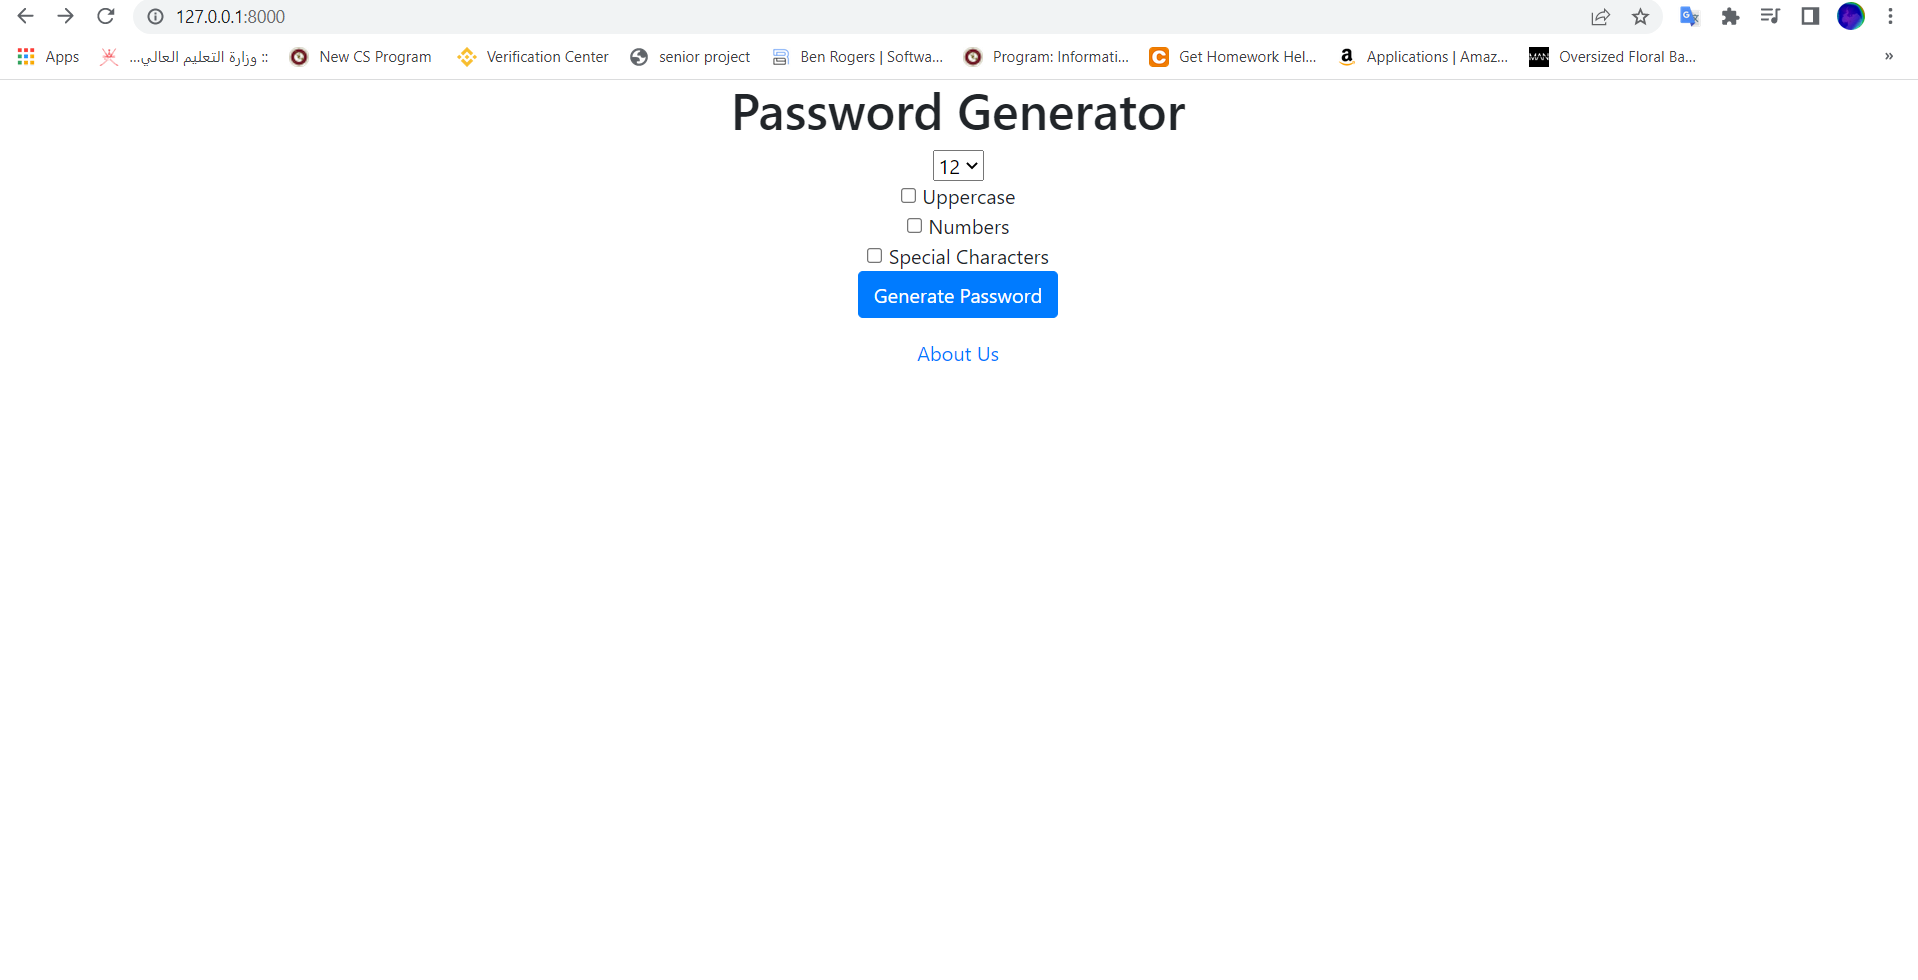 127.0.0.1:8000
Apps
:: وزارة التعليم العالي...
New CS Program
Verification Center
senior project
Ben Rogers | Softwa...
Program: Informati...
Get Homework Hel...
Applications | Amaz...
Oversized Floral Ba...
»
Password Generator
12
Uppercase
Numbers
Special Characters
Generate Password
About Us